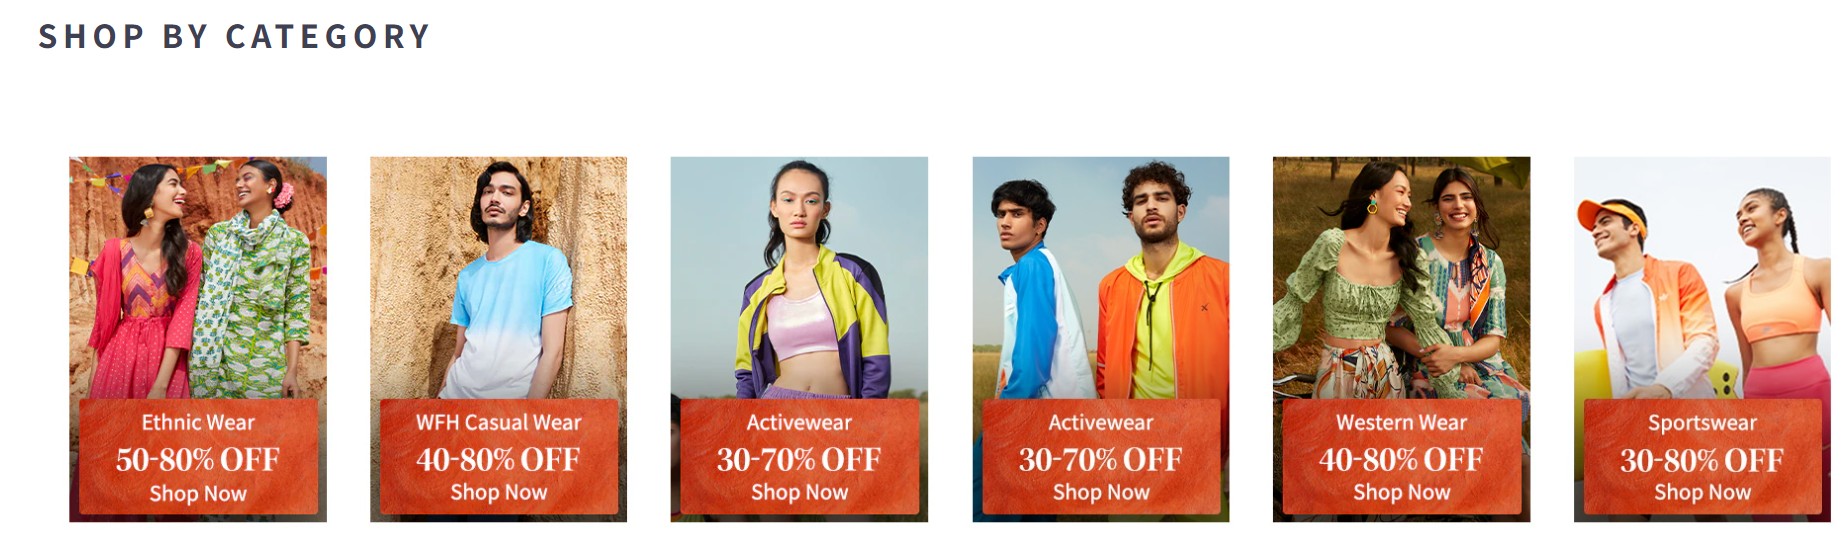 SHOP BY CATEGORY
Ethnic Wear
50-80% OFF
Shop Now
WFH Casual Wear
40-80% OFF
Shop Now
Activewear
30-70% OFF
Shop Now
Activewear
30-70% OFF
Shop Now
Western Wear
40-80% OFF
Shop Now
Sportswear
30-80% OFF
Shop Now